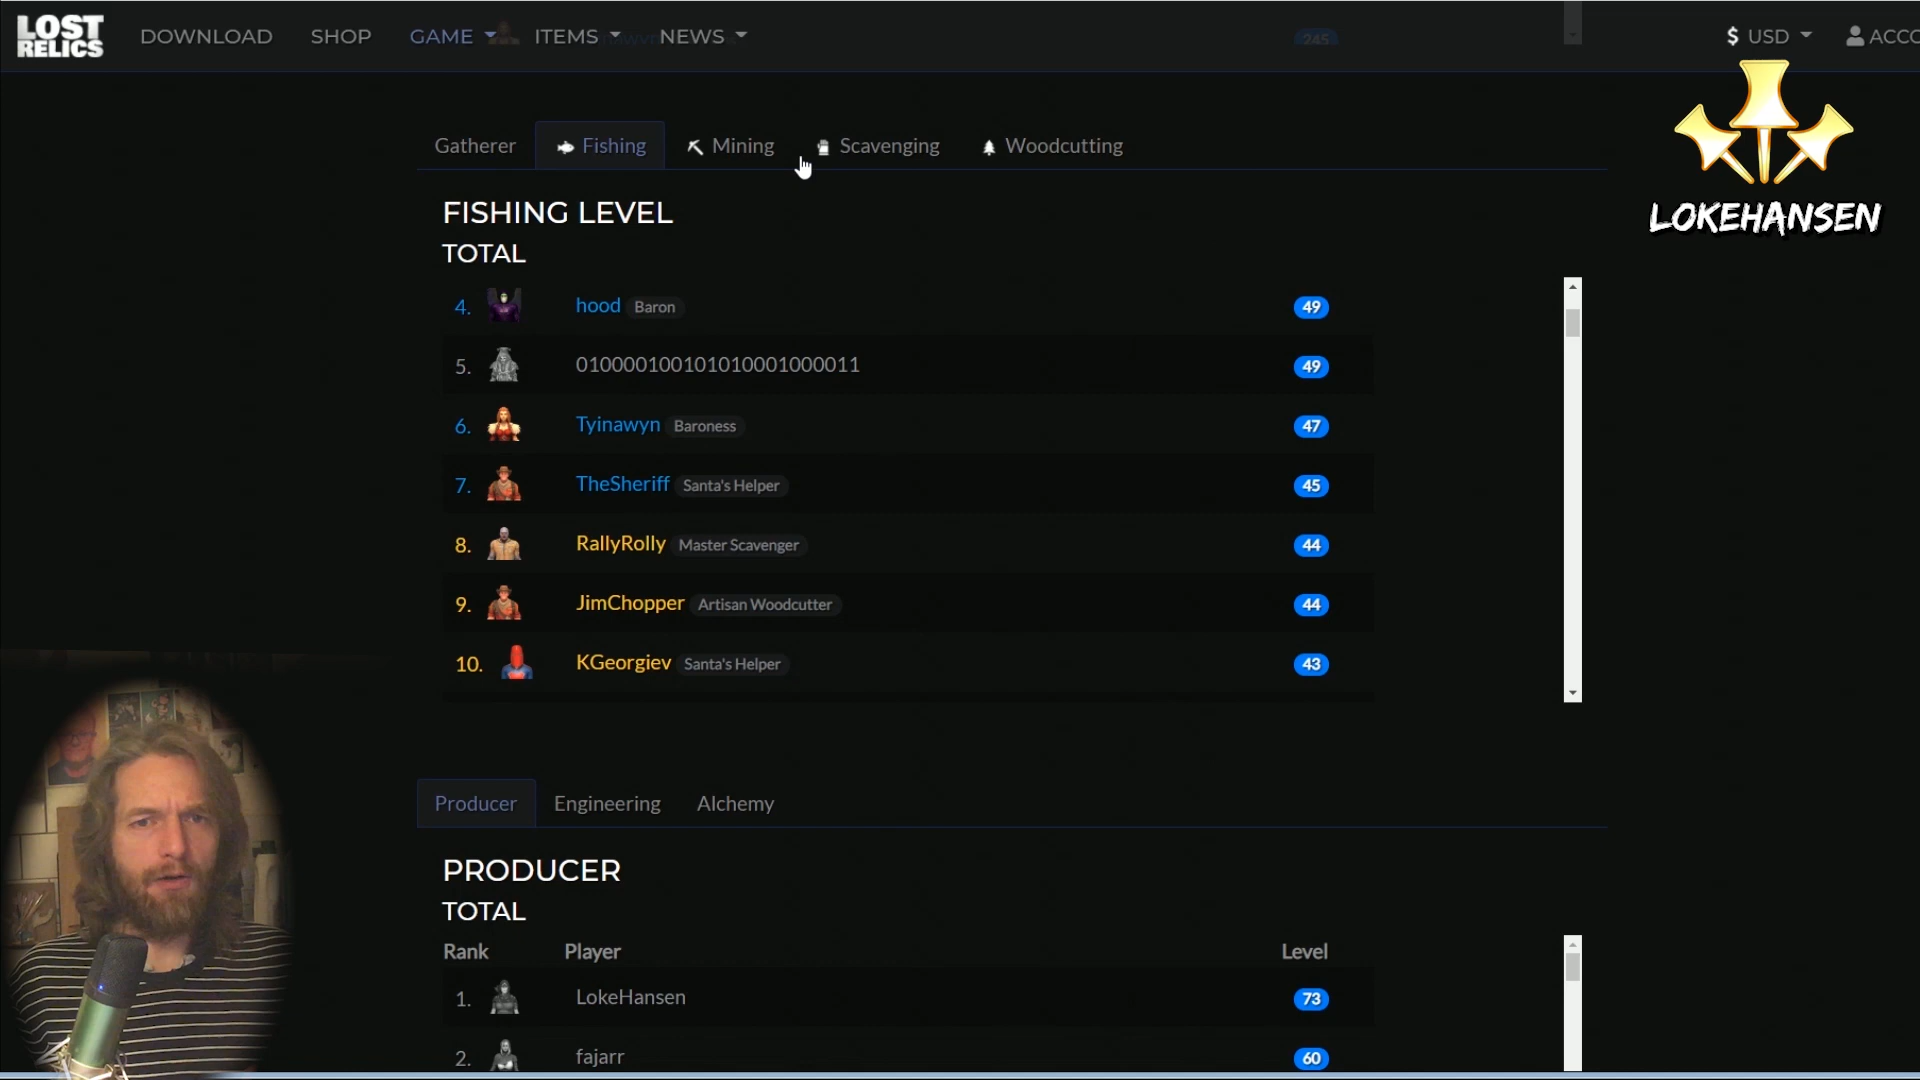 LOST
RELICS
DOWNLOAD
SHOP
GAME
ITEMS
NEWS
245
$ USD
LOKEHANSEN
Gatherer
Fishing
Mining
Scavenging
Woodcutting
FISHING LEVEL
TOTAL
4. hood Baron 49
5. 010000100101010001000011 49
6. Tyinawyn Baroness 47
7. TheSheriff Santa's Helper 45
8. RallyRolly Master Scavenger 44
9. JimChopper Artisan Woodcutter 44
10. KGeorgiev Santa's Helper 43
Producer
Engineering
Alchemy
PRODUCER
TOTAL
Rank Player Level
1. LokeHansen 73
2. fajarr 60